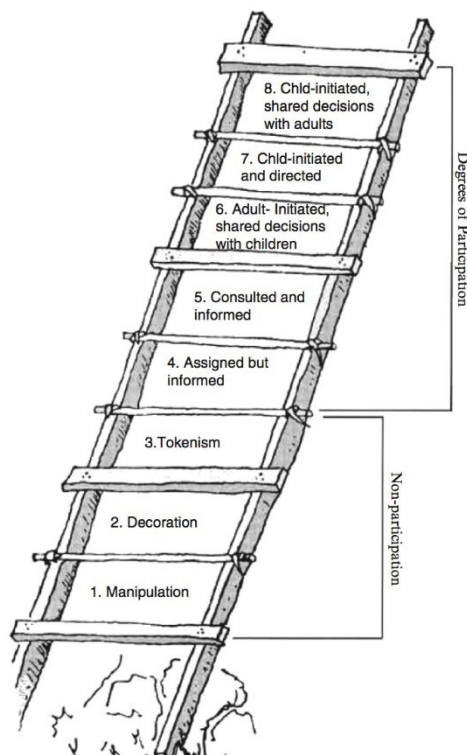 8. Chld-initiated,
shared decisions
with adults
7. Chld-initiated
and directed
6. Adult- Initiated,
shared decisions
with children
5. Consulted and
informed
4. Assigned but
informed
3.Tokenism
2. Decoration
1. Manipulation
Degrees of Participation
Non-participation